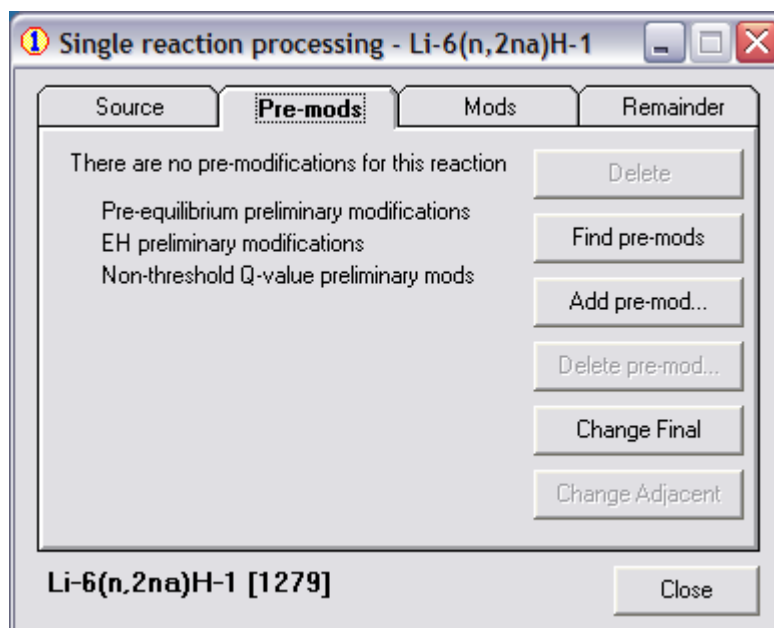 Single reaction processing - Li-6(n,2na)H-1
Source Pre-mods Mods Remainder
There are no pre-modifications for this reaction
Pre-equilibrium preliminary modifications
EH preliminary modifications
Non-threshold Q-value preliminary mods
Delete
Find pre-mods
Add pre-mod...
Delete pre-mod...
Change Final
Change Adjacent
Li-6(n,2na)H-1 [1279]
Close